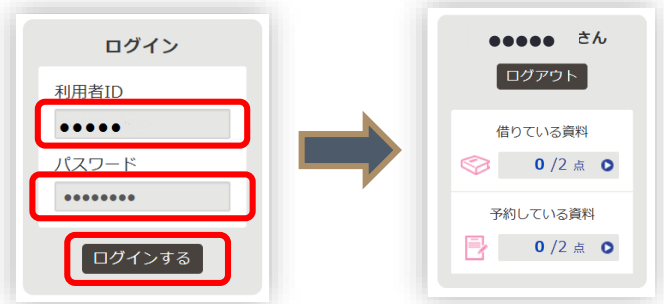 ログイン
利用者ID
●●●●●
パスワード
●●●●●●●●
ログインする
●●●●● さん
ログアウト
借りている資料
0 /2 点
予約している資料
0 /2 点